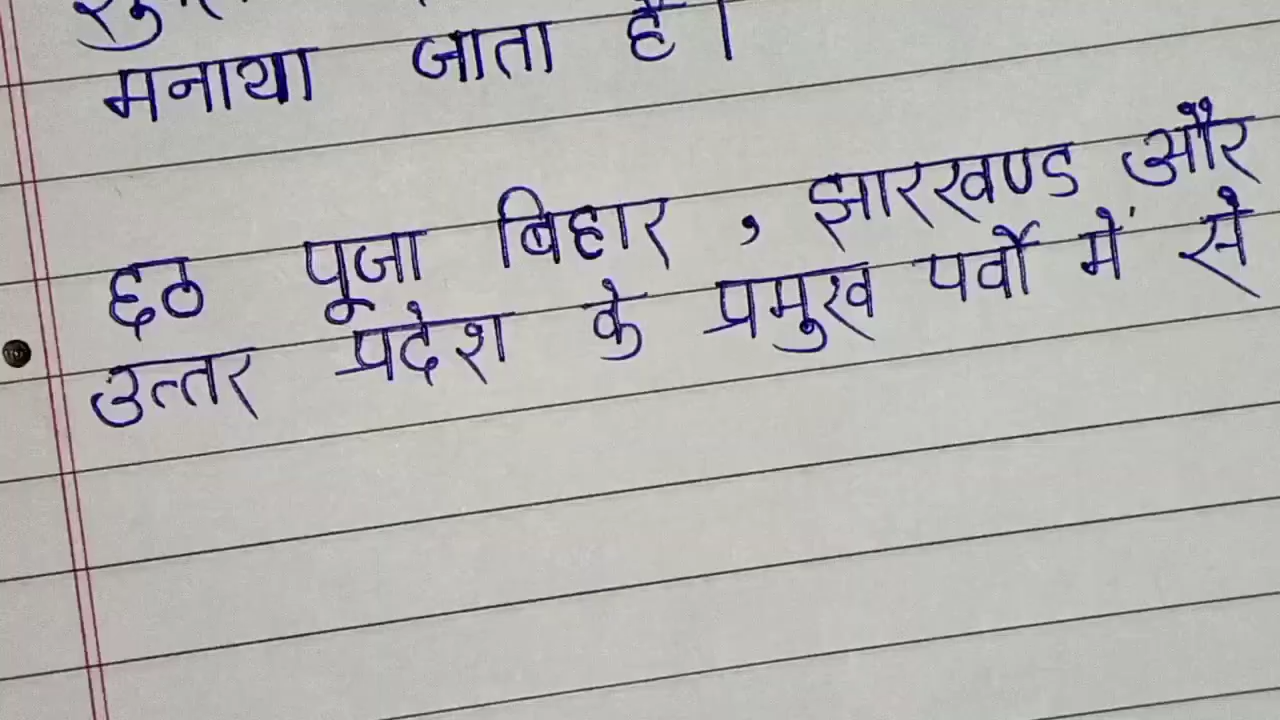 मनाया जाता है।
छठ पूजा बिहार , झारखण्ड और
उत्तर प्रदेश के प्रमुख पर्वो में से